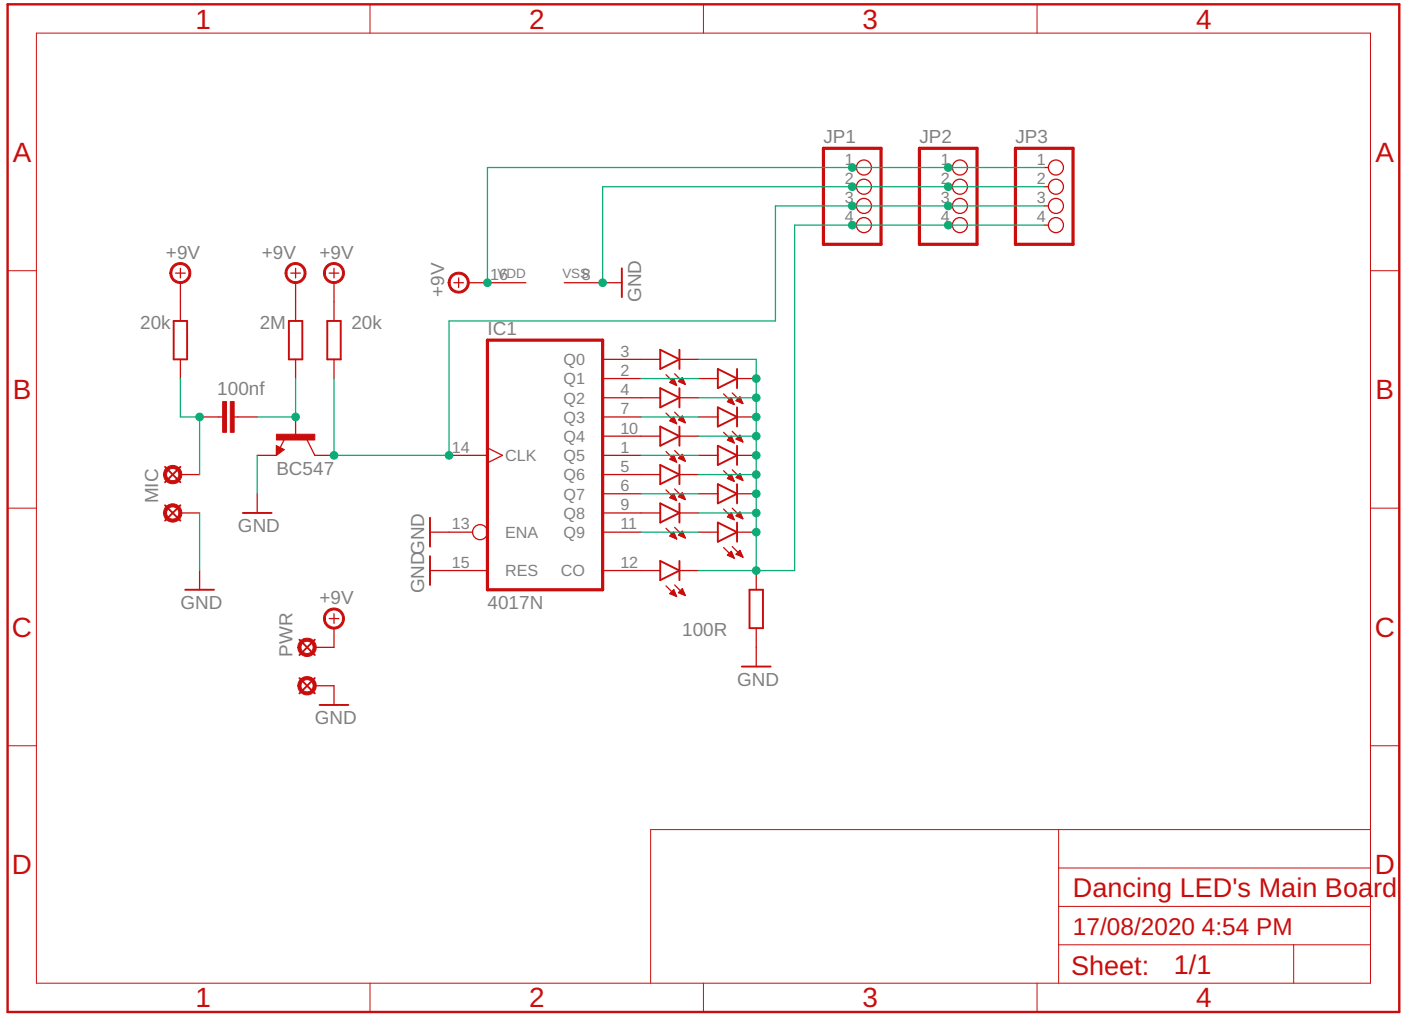 1 2 3 4
A A
JP1 JP2 JP3
1 1 1
2 2 2
3 3 3
4 4 4
+9V +9V +9V
+9V 16 VDD VSS 8 GND
20k 2M 20k
IC1
100nf
B B
Q0 3
Q1 2
Q2 4
Q3 7
Q4 10
14 CLK Q5 1
Q6 5
Q7 6
Q8 9
13 ENA Q9 11
15 RES CO 12
GND
GND
BC547
MIC
GND
GND
4017N
+9V
C C
PWR
100R
GND
GND
D D
Dancing LED's Main Board
17/08/2020 4:54 PM
Sheet: 1/1
1 2 3 4